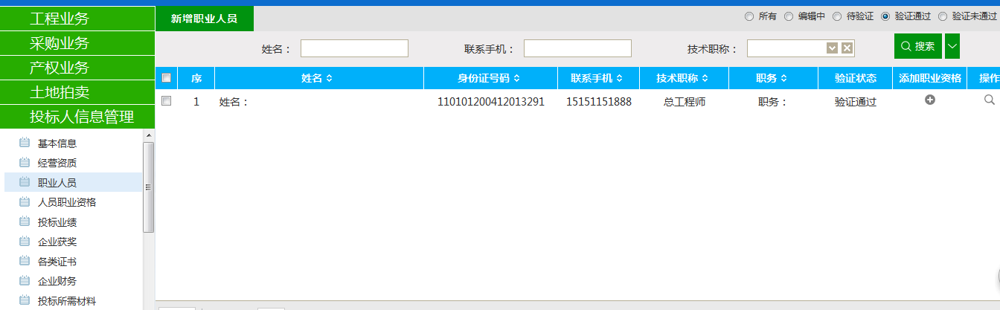 工程业务
采购业务
产权业务
土地拍卖
投标人信息管理
基本信息
经营资质
职业人员
人员职业资格
投标业绩
企业获奖
各类证书
企业财务
投标所需材料
新增职业人员
所有 编辑中 待验证 验证通过 验证未通过
姓名： 联系手机： 技术职称： 搜索
序 姓名 身份证号码 联系手机 技术职称 职务 验证状态 添加职业资格 操作
1 姓名： 110101200412013291 15151151888 总工程师 职务： 验证通过